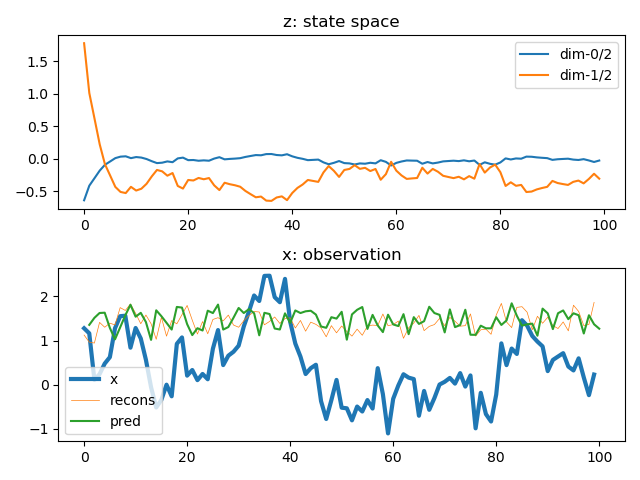 z: state space
1.5
1.0
0.5
0.0
−0.5
dim-0/2
dim-1/2
0 20 40 60 80 100
x: observation
2
1
0
−1
x
recons
pred
0 20 40 60 80 100